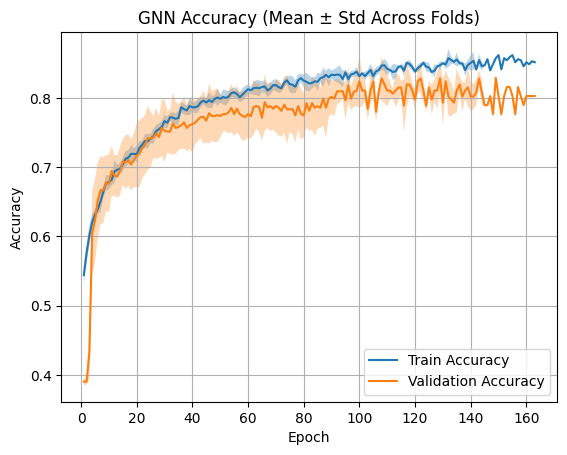 GNN Accuracy (Mean ± Std Across Folds)
Accuracy
0.8
0.7
0.6
0.5
0.4
Train Accuracy
Validation Accuracy
0 20 40 60 80 100 120 140 160
Epoch